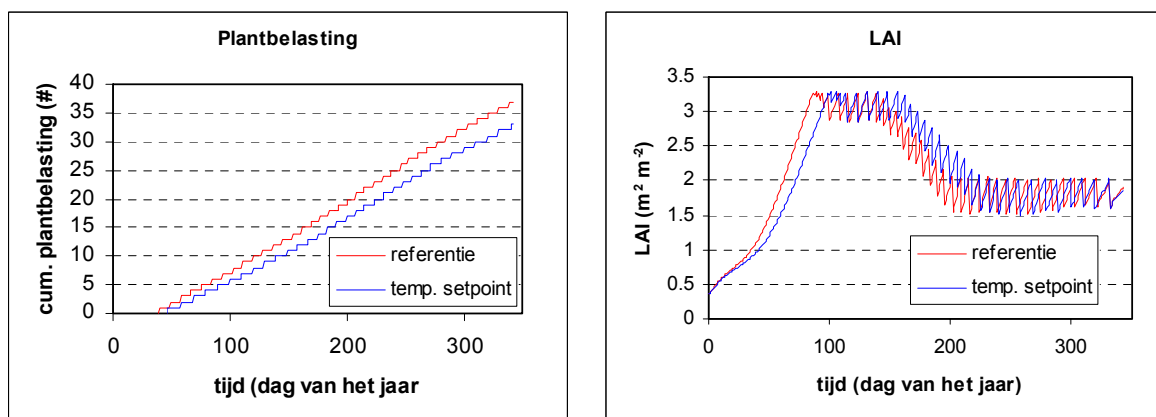 Plantbelasting
cum. plantbelasting (#)
40
35
30
25
20
15
10
5
0
referentie
temp. setpoint
0 100 200 300
tijd (dag van het jaar
LAI
LAI (m² m⁻²)
3.5
3
2.5
2
1.5
1
0.5
0
referentie
temp. setpoint
0 100 200 300
tijd (dag van het jaar)